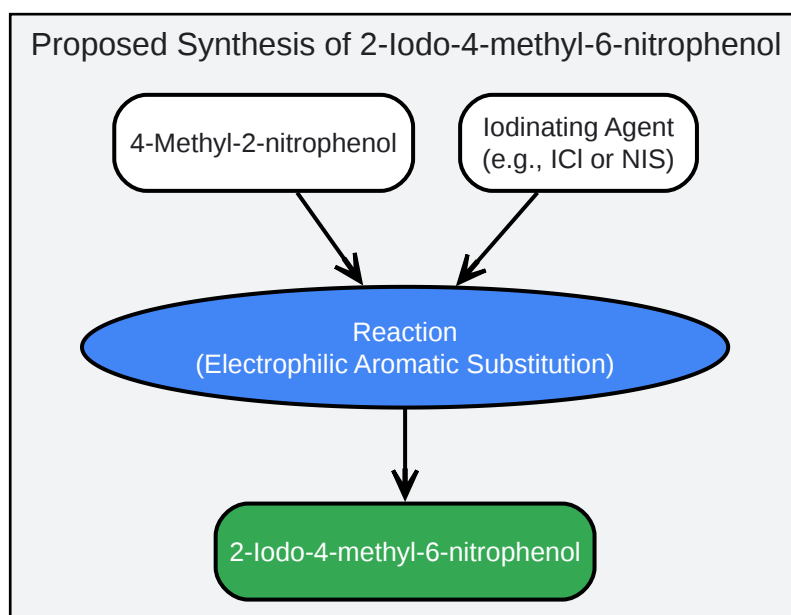 Proposed Synthesis of 2-Iodo-4-methyl-6-nitrophenol
4-Methyl-2-nitrophenol
Iodinating Agent
(e.g., ICl or NIS)
Reaction
(Electrophilic Aromatic Substitution)
2-Iodo-4-methyl-6-nitrophenol